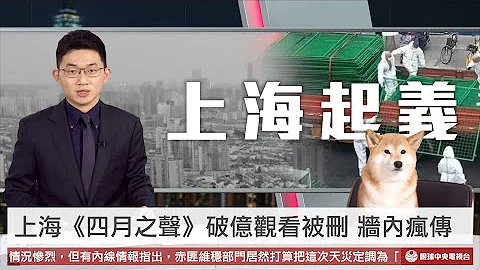 上海起義
上海《四月之聲》破億觀看被刪 牆內瘋傳
情況慘烈，但有內線情報指出，赤匪維穩部門居然打算把這次天災定調為「
眼球中央電視台